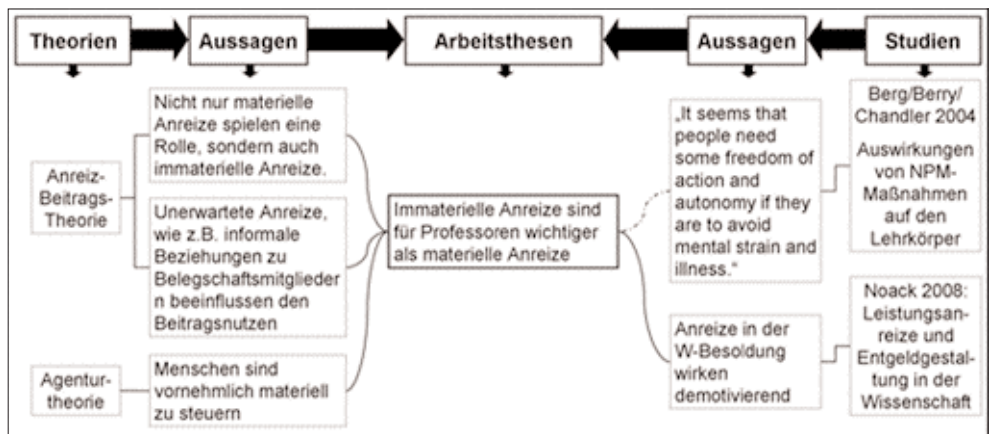 Theorien
Aussagen
Arbeitsthesen
Aussagen
Studien
Anreiz-
Beitrags-
Theorie
Nicht nur materielle
Anreize spielen eine
Rolle, sondern auch
immaterielle Anreize.
Unerwartete Anreize,
wie z.B. informale
Beziehungen zu
Belegschaftsmitglieder
n beeinflussen den
Beitragsnutzen
Agentur-
theorie
Menschen sind
vornehmlich materiell
zu steuern
Immaterielle Anreize sind
für Professoren wichtiger
als materielle Anreize
„It seems that
people need
some freedom of
action and
autonomy if they
are to avoid
mental strain and
illness.“
Anreize in der
W-Besoldung
wirken
demotivierend
Berg/Berry/
Chandler 2004
Auswirkungen
von NPM-
Maßnahmen
auf den
Lehrkörper
Noack 2008:
Leistungsan-
reize und
Entgeldgestal-
tung in der
Wissenschaft